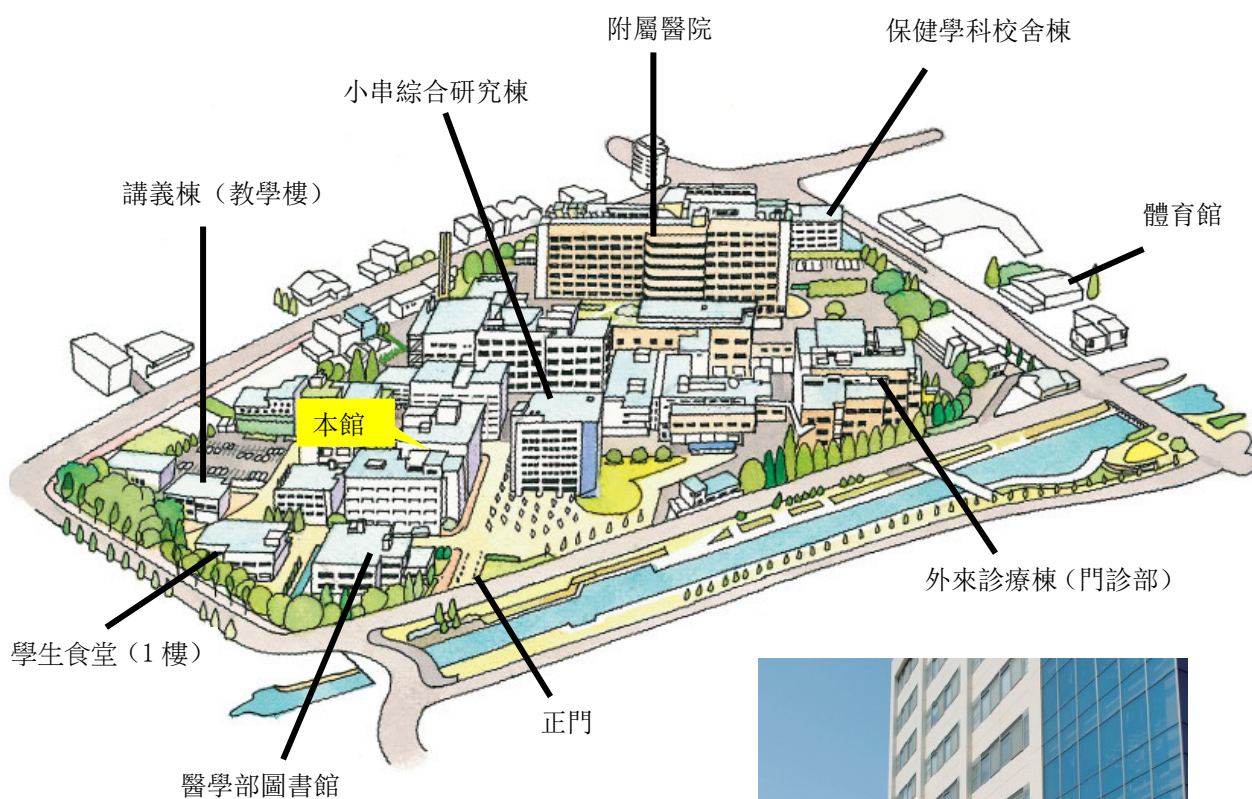 附屬醫院
保健學科校舍棟
小串綜合研究棟
講義棟（教學樓）
體育館
本館
外來診療棟（門診部）
學生食堂（1 樓）
正門
醫學部圖書館